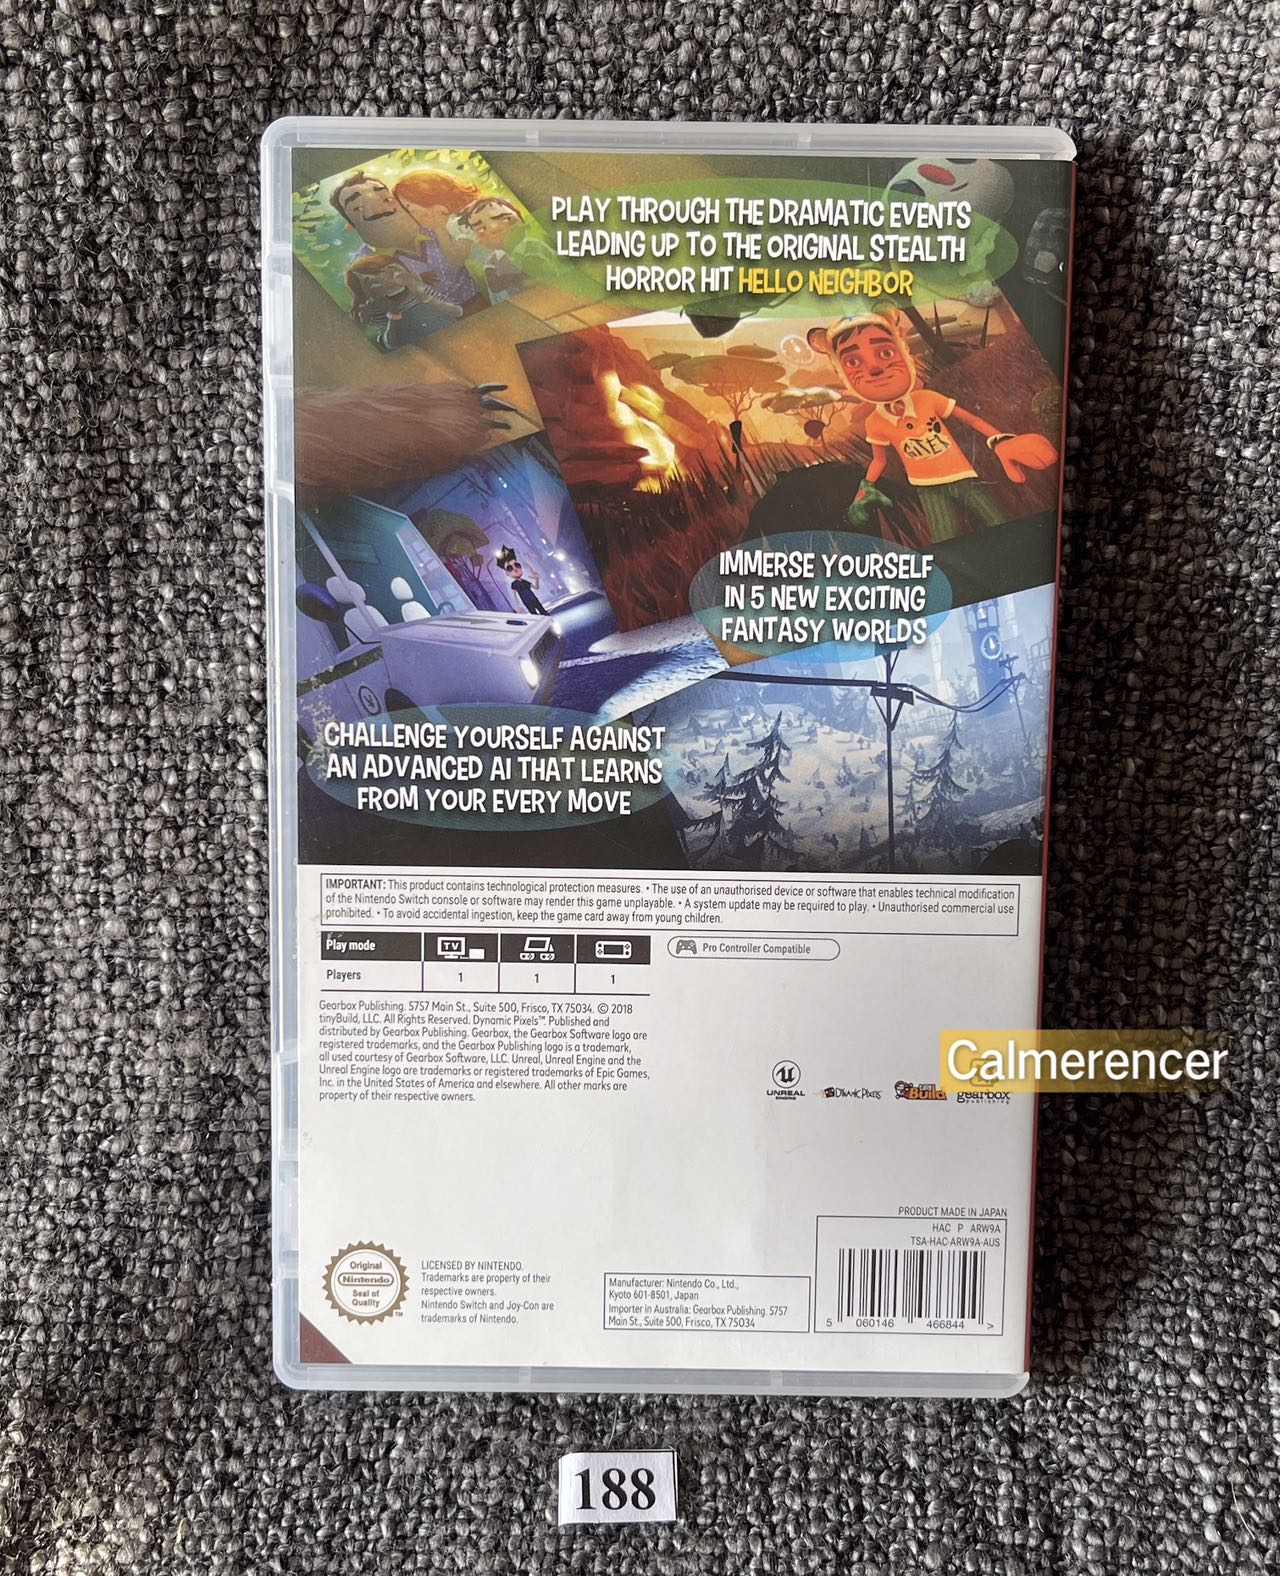 PLAY THROUGH THE DRAMATIC EVENTS
LEADING UP TO THE ORIGINAL STEALTH
HORROR HIT HELLO NEIGHBOR
IMMERSE YOURSELF
IN 5 NEW EXCITING
FANTASY WORLDS
CHALLENGE YOURSELF AGAINST
AN ADVANCED AI THAT LEARNS
FROM YOUR EVERY MOVE
IMPORTANT: This product contains technological protection measures. • The use of an unauthorised device or software that enables technical modification
of the Nintendo Switch console or software may render this game unplayable. • A system update may be required to play. • Unauthorised commercial use
prohibited. • To avoid accidental ingestion, keep the game card away from young children.
Play mode
TV
Pro Controller Compatible
Players 1 1 1
Gearbox Publishing. 5757 Main St., Suite 500, Frisco, TX 75034. © 2018
tinyBuild, LLC. All Rights Reserved. Dynamic Pixels™. Published and
distributed by Gearbox Publishing. Gearbox, the Gearbox Software logo are
registered trademarks, and the Gearbox Publishing logo is a trademark,
all used courtesy of Gearbox Software, LLC. Unreal, Unreal Engine and the
Unreal Engine logo are trademarks or registered trademarks of Epic Games,
Inc. in the United States of America and elsewhere. All other marks are
property of their respective owners.
Calmerencer
UNREAL
ENGINE
DYNAMIC PIXELS
Build
gearbox
publishing
PRODUCT MADE IN JAPAN
HAC P ARW9A
TSA-HAC-ARW9A-AUS
5 060146 466844 >
Original
Nintendo
Seal of
Quality
TM
LICENSED BY NINTENDO.
Trademarks are property of their
respective owners.
Nintendo Switch and Joy-Con are
trademarks of Nintendo.
Manufacturer: Nintendo Co., Ltd.,
Kyoto 601-8501, Japan
Importer in Australia: Gearbox Publishing. 5757
Main St., Suite 500, Frisco, TX 75034
188